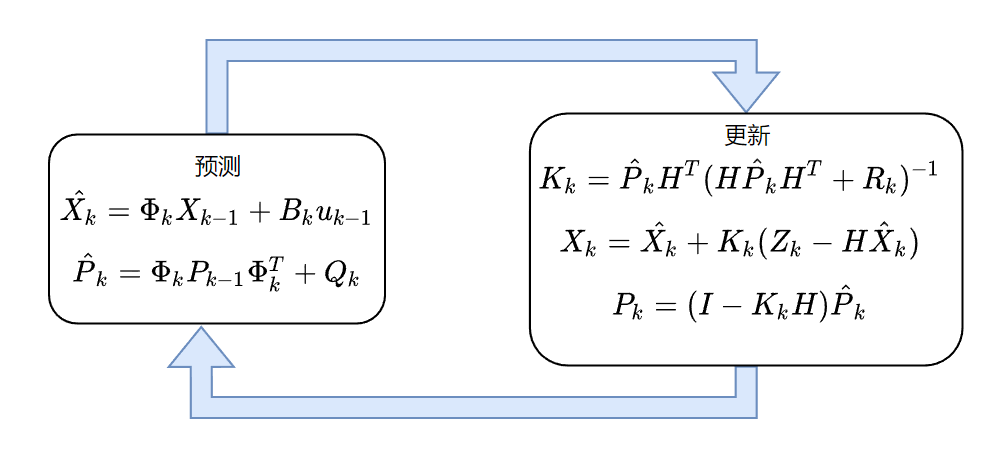 预测
$\hat{X}_k = \Phi_k X_{k-1} + B_k u_{k-1}$
$\hat{P}_k = \Phi_k P_{k-1} \Phi_k^T + Q_k$
更新
$K_k = \hat{P}_k H^T (H \hat{P}_k H^T + R_k)^{-1}$
$X_k = \hat{X}_k + K_k (Z_k - H \hat{X}_k)$
$P_k = (I - K_k H) \hat{P}_k$